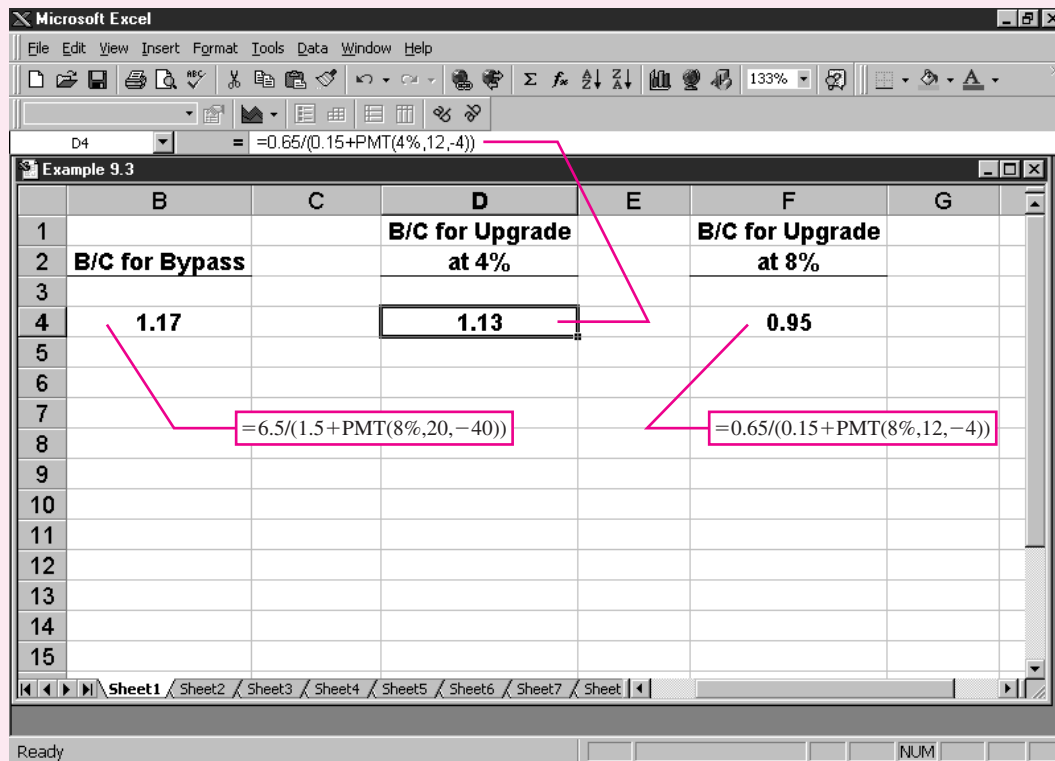 Microsoft Excel
File Edit View Insert Format Tools Data Window Help
133%
D4 = =0.65/(0.15+PMT(4%,12,-4))
Example 9.3
B C D E F G
1 B/C for Upgrade B/C for Upgrade
2 B/C for Bypass at 4% at 8%
3
4 1.17 1.13 0.95
5
6
7
=6.5/(1.5+PMT(8%,20,−40)) =0.65/(0.15+PMT(8%,12,−4))
8
9
10
11
12
13
14
15
Sheet1 Sheet2 Sheet3 Sheet4 Sheet5 Sheet6 Sheet7 Sheet
Ready NUM